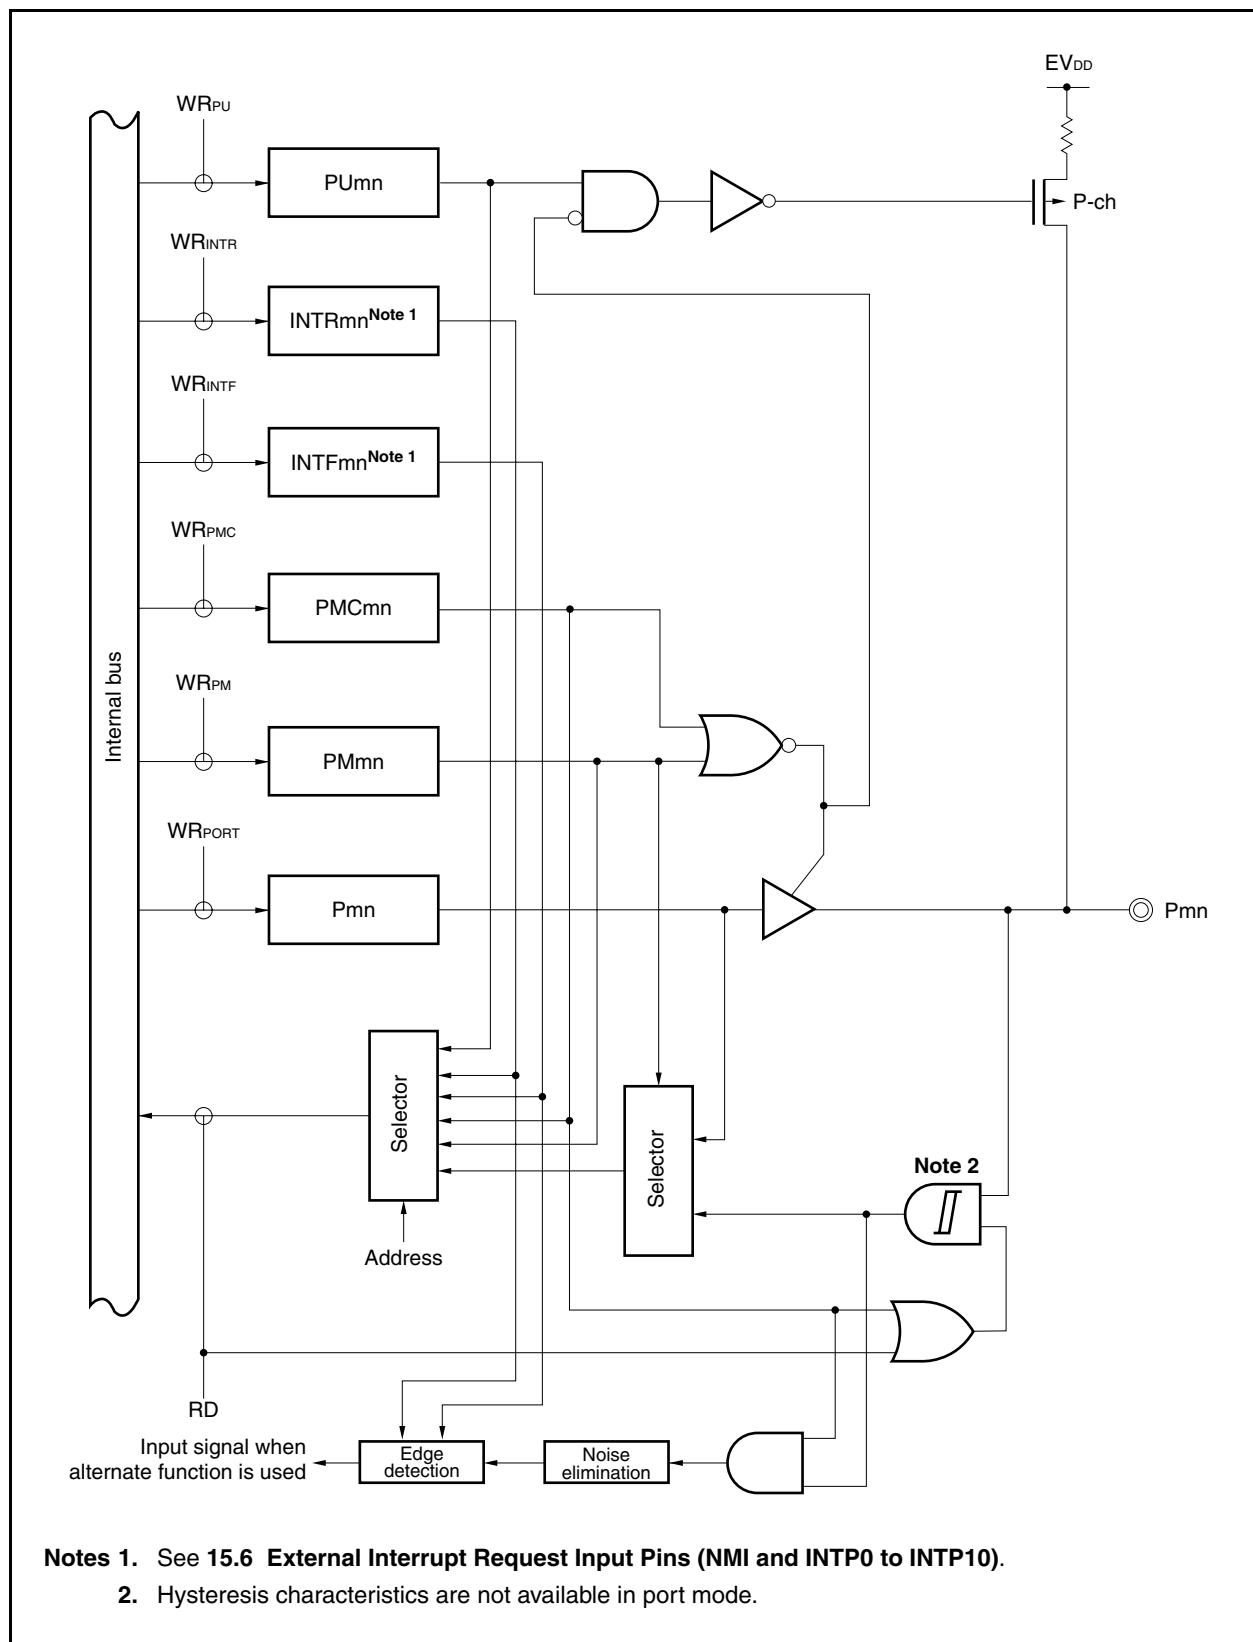 EVDD
WRPU
PUmn
P-ch
WRINTR
INTRmnNote 1
WRINTF
INTFmnNote 1
WRPMC
PMCmn
Internal bus
WRPM
PMmn
WRPORT
Pmn
Pmn
Selector
Selector
Note 2
Address
RD
Input signal when
alternate function is used
Edge
detection
Noise
elimination
Notes 1. See 15.6 External Interrupt Request Input Pins (NMI and INTP0 to INTP10).
2. Hysteresis characteristics are not available in port mode.